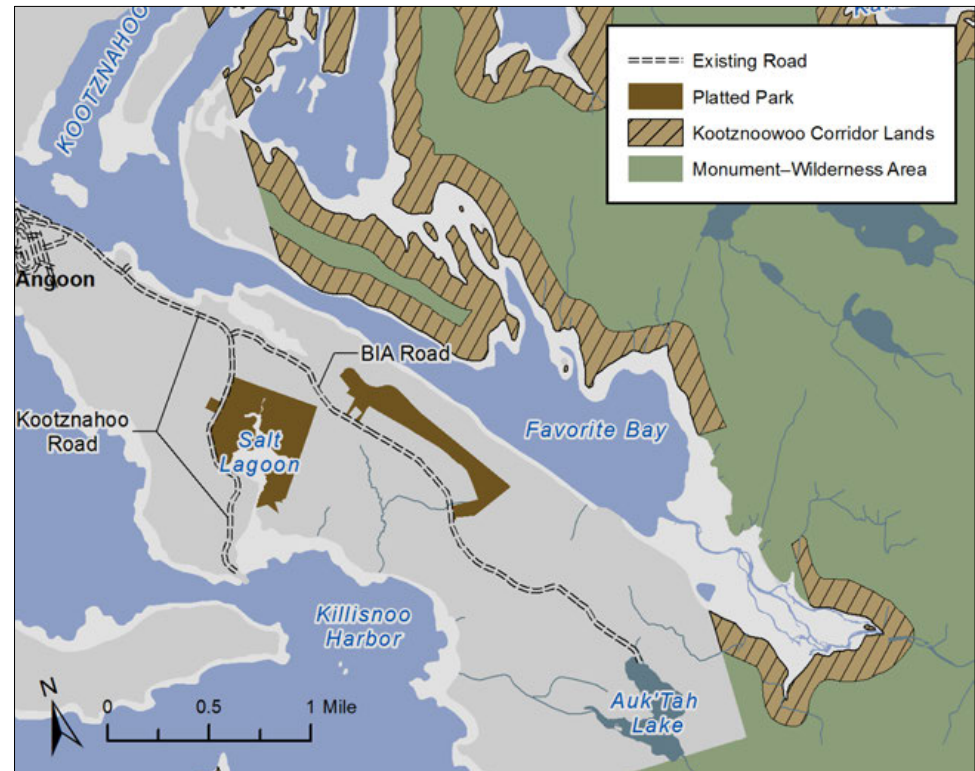 KOOTZNAHOO
Existing Road
Platted Park
Kootznoowoo Corridor Lands
Monument–Wilderness Area
Angoon
BIA Road
Kootznahoo
Road
Salt
Lagoon
Favorite Bay
Killisnoo
Harbor
Auk'Tah
Lake
N
0 0.5 1 Mile